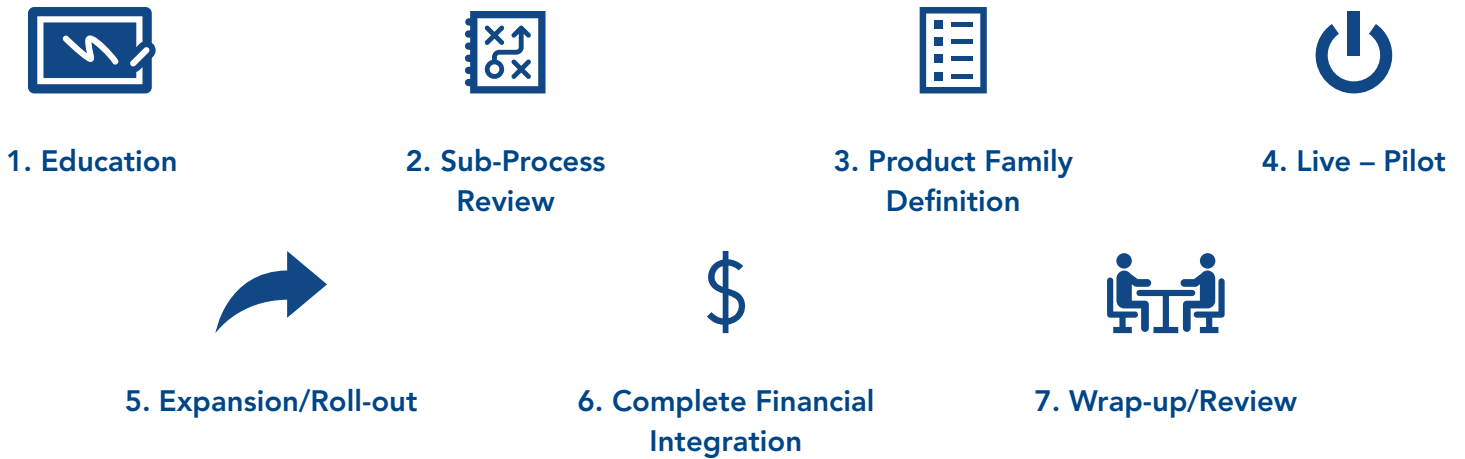 1. Education
2. Sub-Process
Review
3. Product Family
Definition
4. Live – Pilot
5. Expansion/Roll-out
6. Complete Financial
Integration
7. Wrap-up/Review